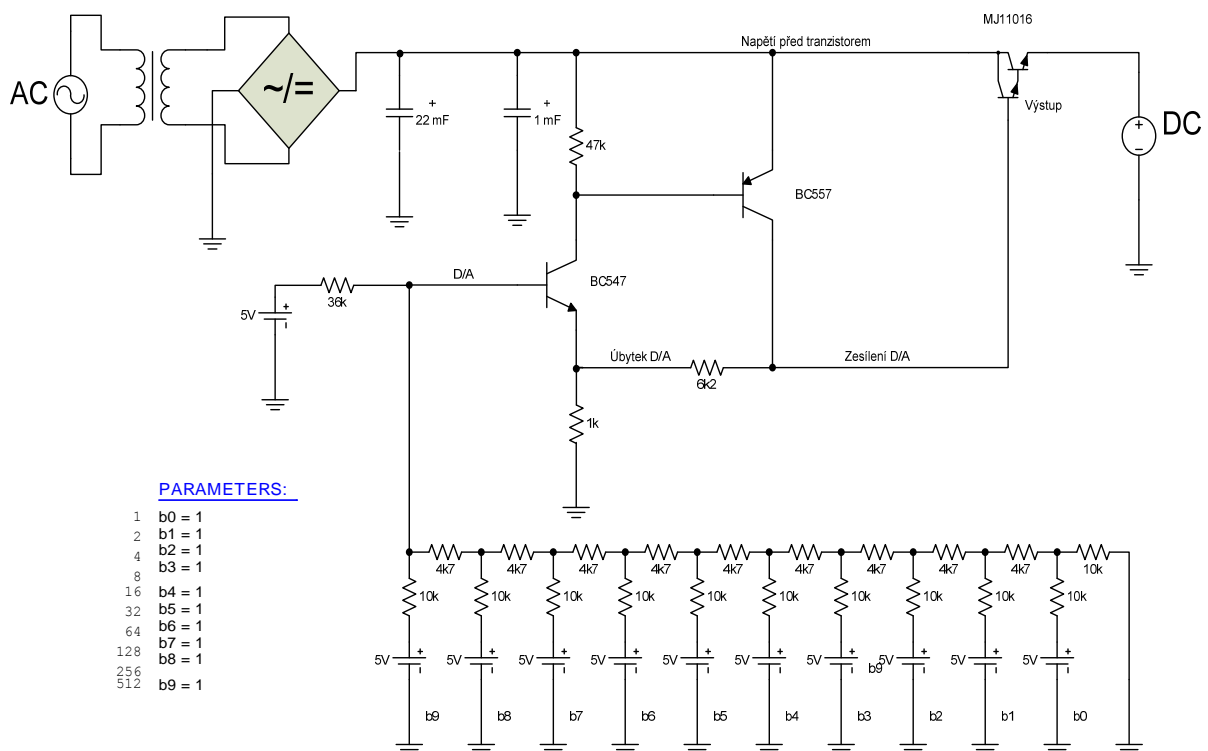 MJ11016
Napětí před tranzistorem
AC
~/=
+
22 mF
+
1 mF
47k
Výstup
+
DC
BC557
D/A
BC547
36k
5V
+
Úbytek D/A
Zesílení D/A
6k2
1k
PARAMETERS:
1 b0 = 1
2 b1 = 1
4 b2 = 1
8 b3 = 1
16 b4 = 1
32 b5 = 1
64 b6 = 1
128 b7 = 1
256 b8 = 1
512 b9 = 1
4k7 4k7 4k7 4k7 4k7 4k7 4k7 4k7 4k7 10k
10k 10k 10k 10k 10k 10k 10k 10k 10k 10k
5V + 5V + 5V + 5V + 5V + 5V + 5V + b9 5V + 5V + 5V +
b9 b8 b7 b6 b5 b4 b3 b2 b1 b0